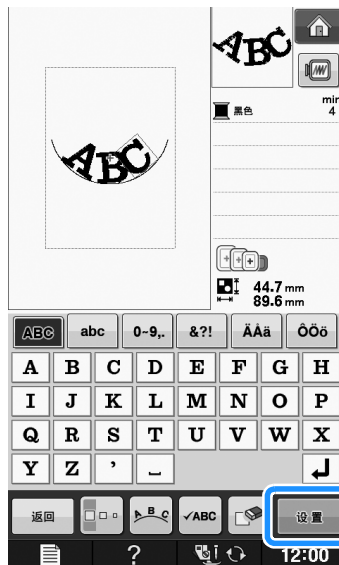 ABC
黑色 min 4
ABC
44.7 mm
89.6 mm
ABC abc 0~9,. &?! ÄÅä ÔÖö
A B C D E F G H
I J K L M N O P
Q R S T U V W X
Y Z ’ ⎵ ↵
返回 A B C ✓ABC 设置
? 12:00